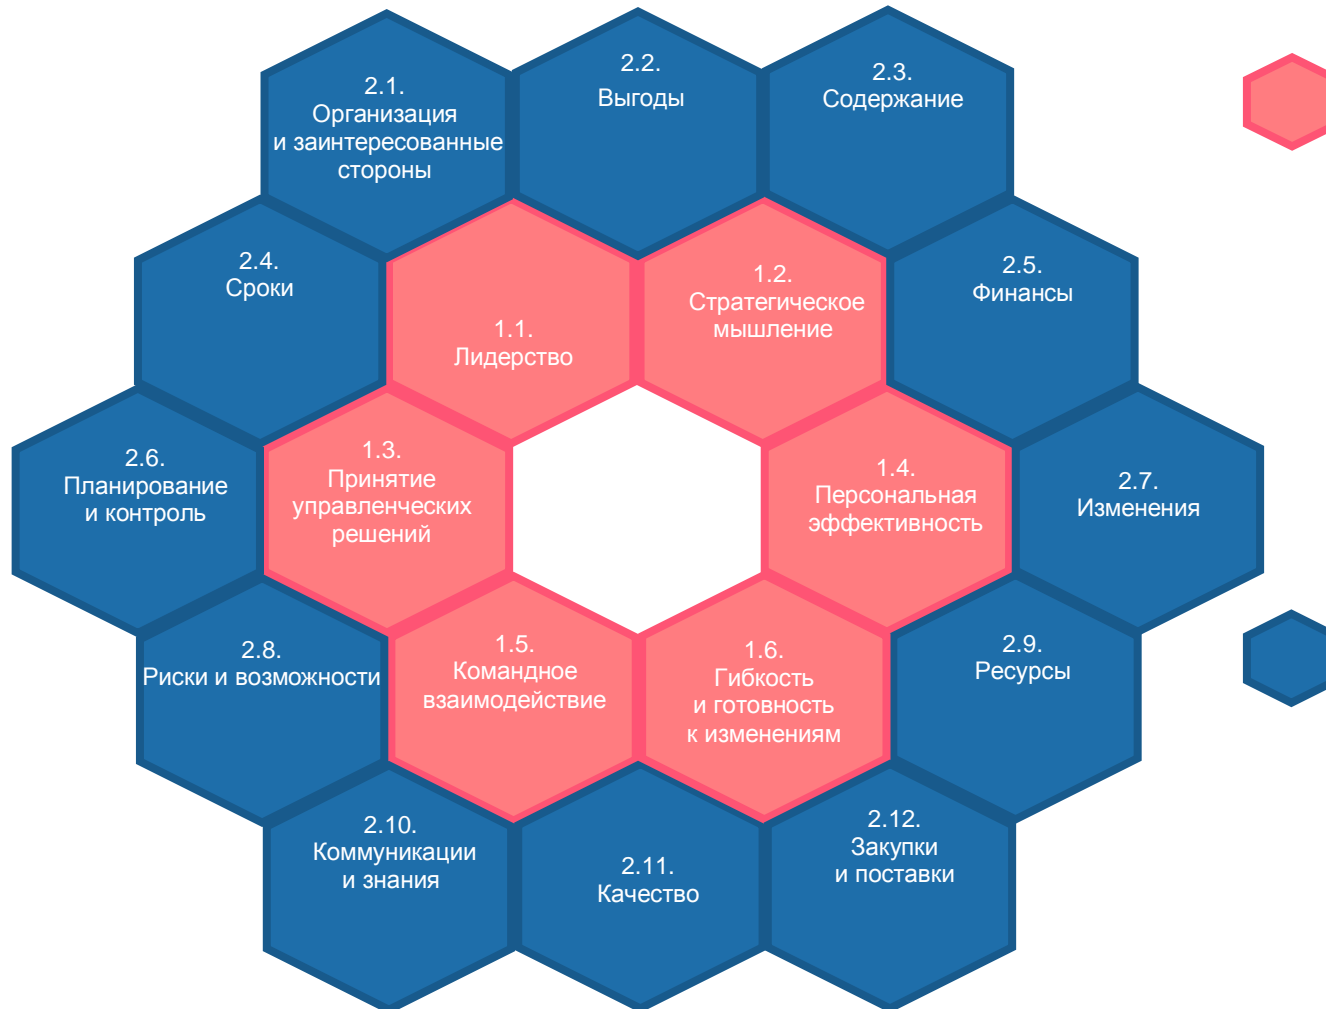 2.1.
Организация
и заинтересованные
стороны
2.2.
Выгоды
2.3.
Содержание
2.4.
Сроки
1.1.
Лидерство
1.2.
Стратегическое
мышление
2.5.
Финансы
2.6.
Планирование
и контроль
1.3.
Принятие
управленческих
решений
1.4.
Персональная
эффективность
2.7.
Изменения
2.8.
Риски и возможности
1.5.
Командное
взаимодействие
1.6.
Гибкость
и готовность
к изменениям
2.9.
Ресурсы
2.10.
Коммуникации
и знания
2.11.
Качество
2.12.
Закупки
и поставки